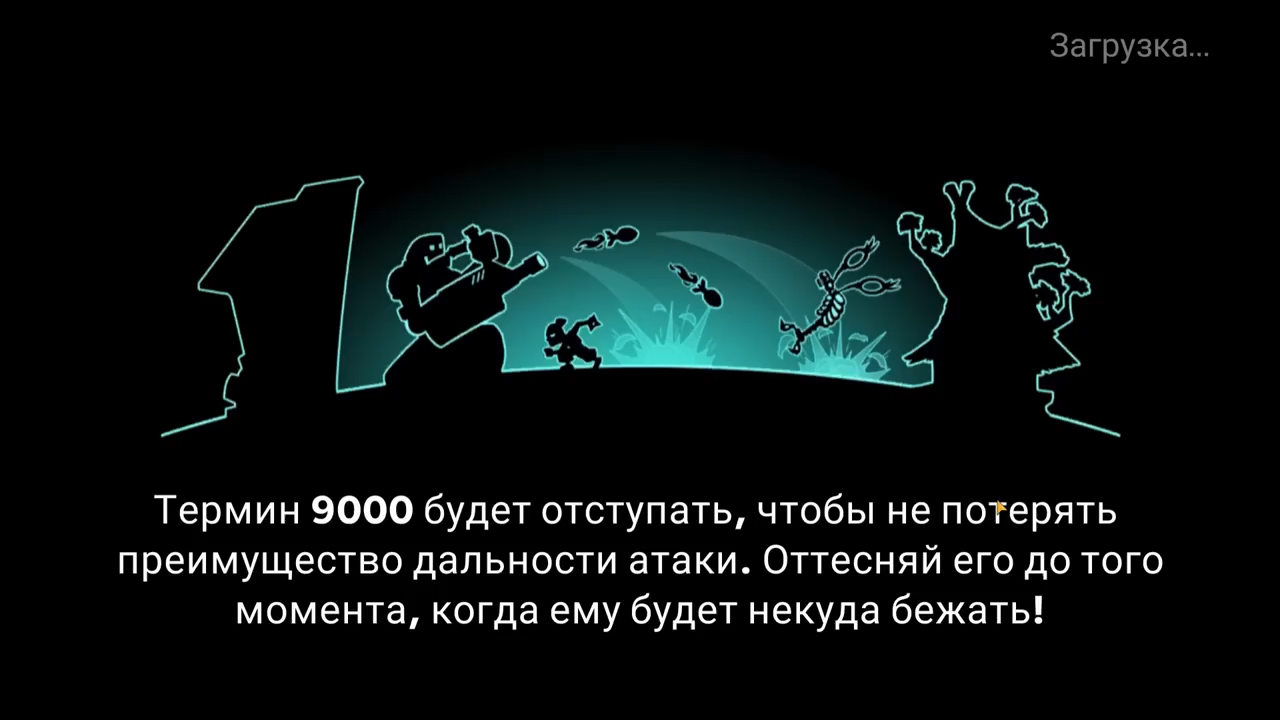 Загрузка...
Термин 9000 будет отступать, чтобы не потерять
преимущество дальности атаки. Оттесняй его до того
момента, когда ему будет некуда бежать!